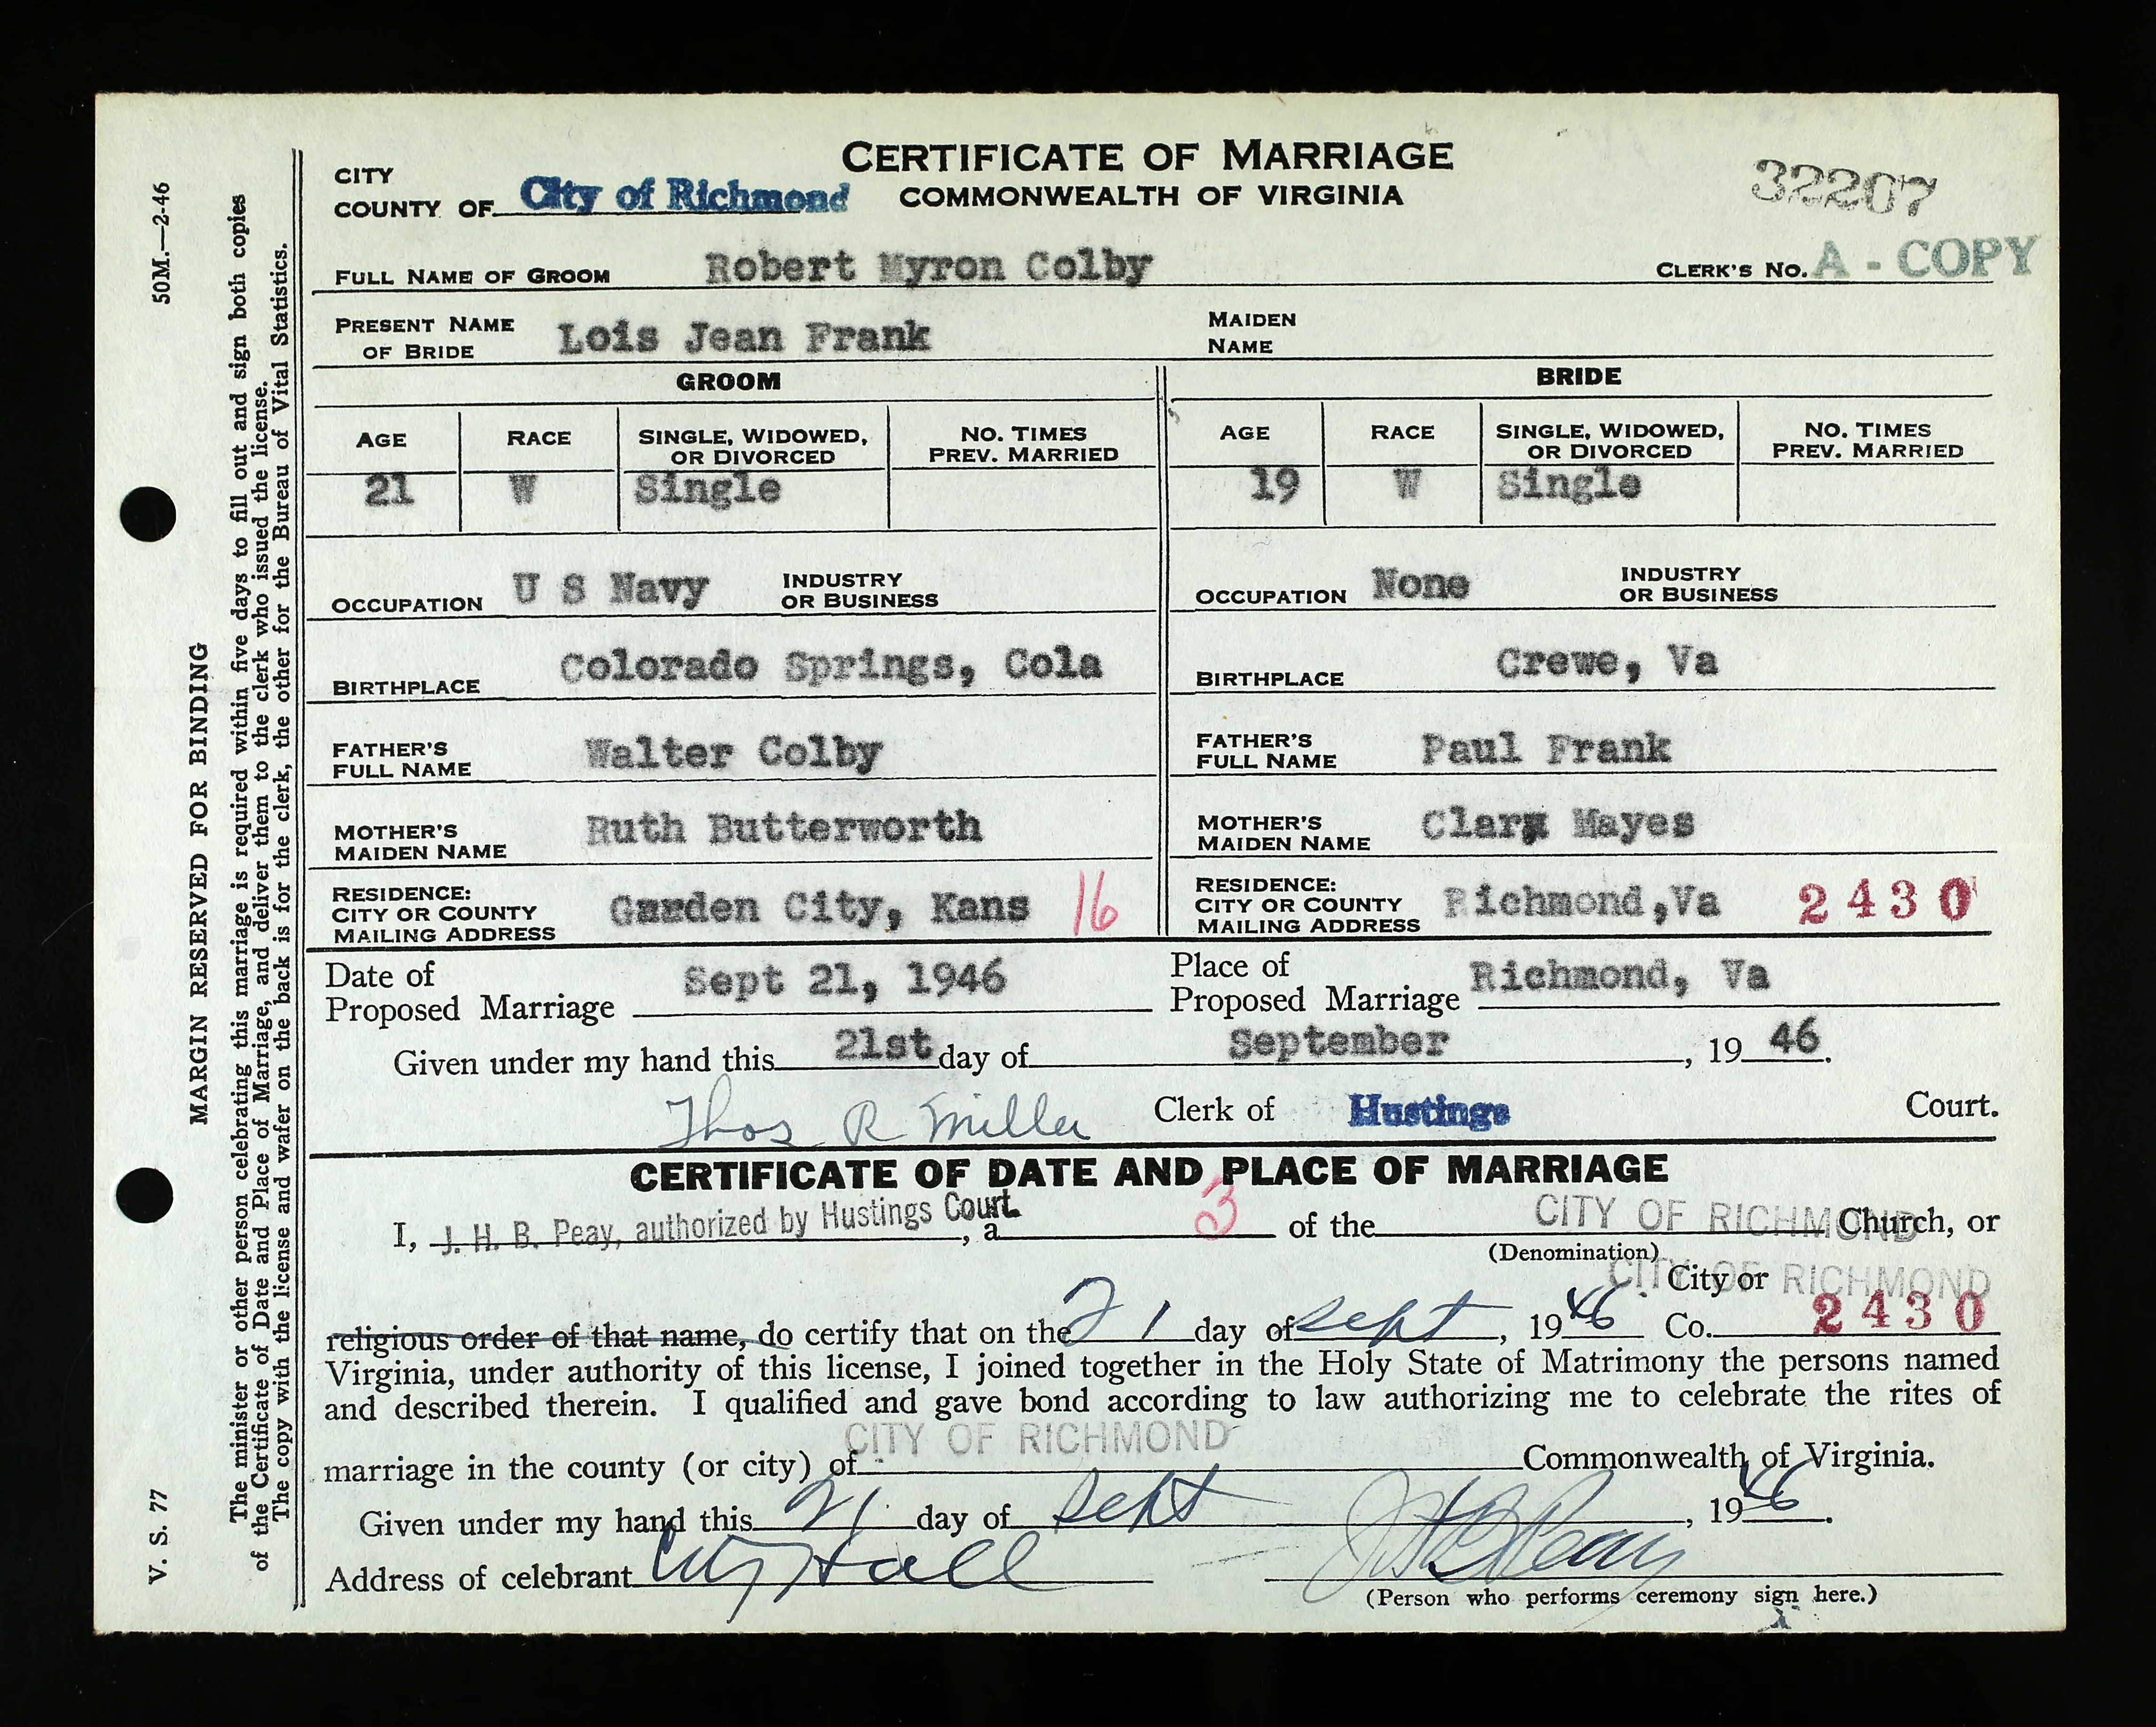 CERTIFICATE OF MARRIAGE
COMMONWEALTH OF VIRGINIA
32207
CITY
COUNTY OF City of Richmond
FULL NAME OF GROOM Robert Myron Colby CLERK'S NO. A - COPY
PRESENT NAME OF BRIDE Lois Jean Frank MAIDEN NAME
GROOM
AGE RACE SINGLE, WIDOWED, OR DIVORCED NO. TIMES PREV. MARRIED
21 W Single
OCCUPATION U S Navy INDUSTRY OR BUSINESS
BIRTHPLACE Colorado Springs, Cola
FATHER'S FULL NAME Walter Colby
MOTHER'S MAIDEN NAME Ruth Butterworth
RESIDENCE: CITY OR COUNTY MAILING ADDRESS Garden City, Kans 16
BRIDE
AGE RACE SINGLE, WIDOWED, OR DIVORCED NO. TIMES PREV. MARRIED
19 W Single
OCCUPATION None INDUSTRY OR BUSINESS
BIRTHPLACE Crewe, Va
FATHER'S FULL NAME Paul Frank
MOTHER'S MAIDEN NAME Mayes
RESIDENCE: CITY OR COUNTY MAILING ADDRESS Richmond,Va 2430
Date of Proposed Marriage Sept 21, 1946 Place of Proposed Marriage Richmond, Va
Given under my hand this 21st day of September, 19 46.
Thos R Miller Clerk of Hustings Court.
CERTIFICATE OF DATE AND PLACE OF MARRIAGE
I, J. H. B. Peay, authorized by Hustings Court, a 3 of the CITY OF RICHMOND Church, or
(Denomination)
CITY OF RICHMOND
religious order of that name, do certify that on the 21 day of Sept, 19 46. City or Co. 2430
Virginia, under authority of this license, I joined together in the Holy State of Matrimony the persons named
and described therein. I qualified and gave bond according to law authorizing me to celebrate the rites of
CITY OF RICHMOND
marriage in the county (or city) of Commonwealth of Virginia.
Given under my hand this 21 day of Sept, 19 46.
Address of celebrant City Hall J H B Peay
(Person who performs ceremony sign here.)
V. S. 77 50M.—2-46
MARGIN RESERVED FOR BINDING
The minister or other person celebrating this marriage is required within five days to fill out and sign both copies
of the Certificate of Date and Place of Marriage, and deliver them to the clerk who issued the license.
The copy with the license and wafer on the back is for the clerk, the other for the Bureau of Vital Statistics.